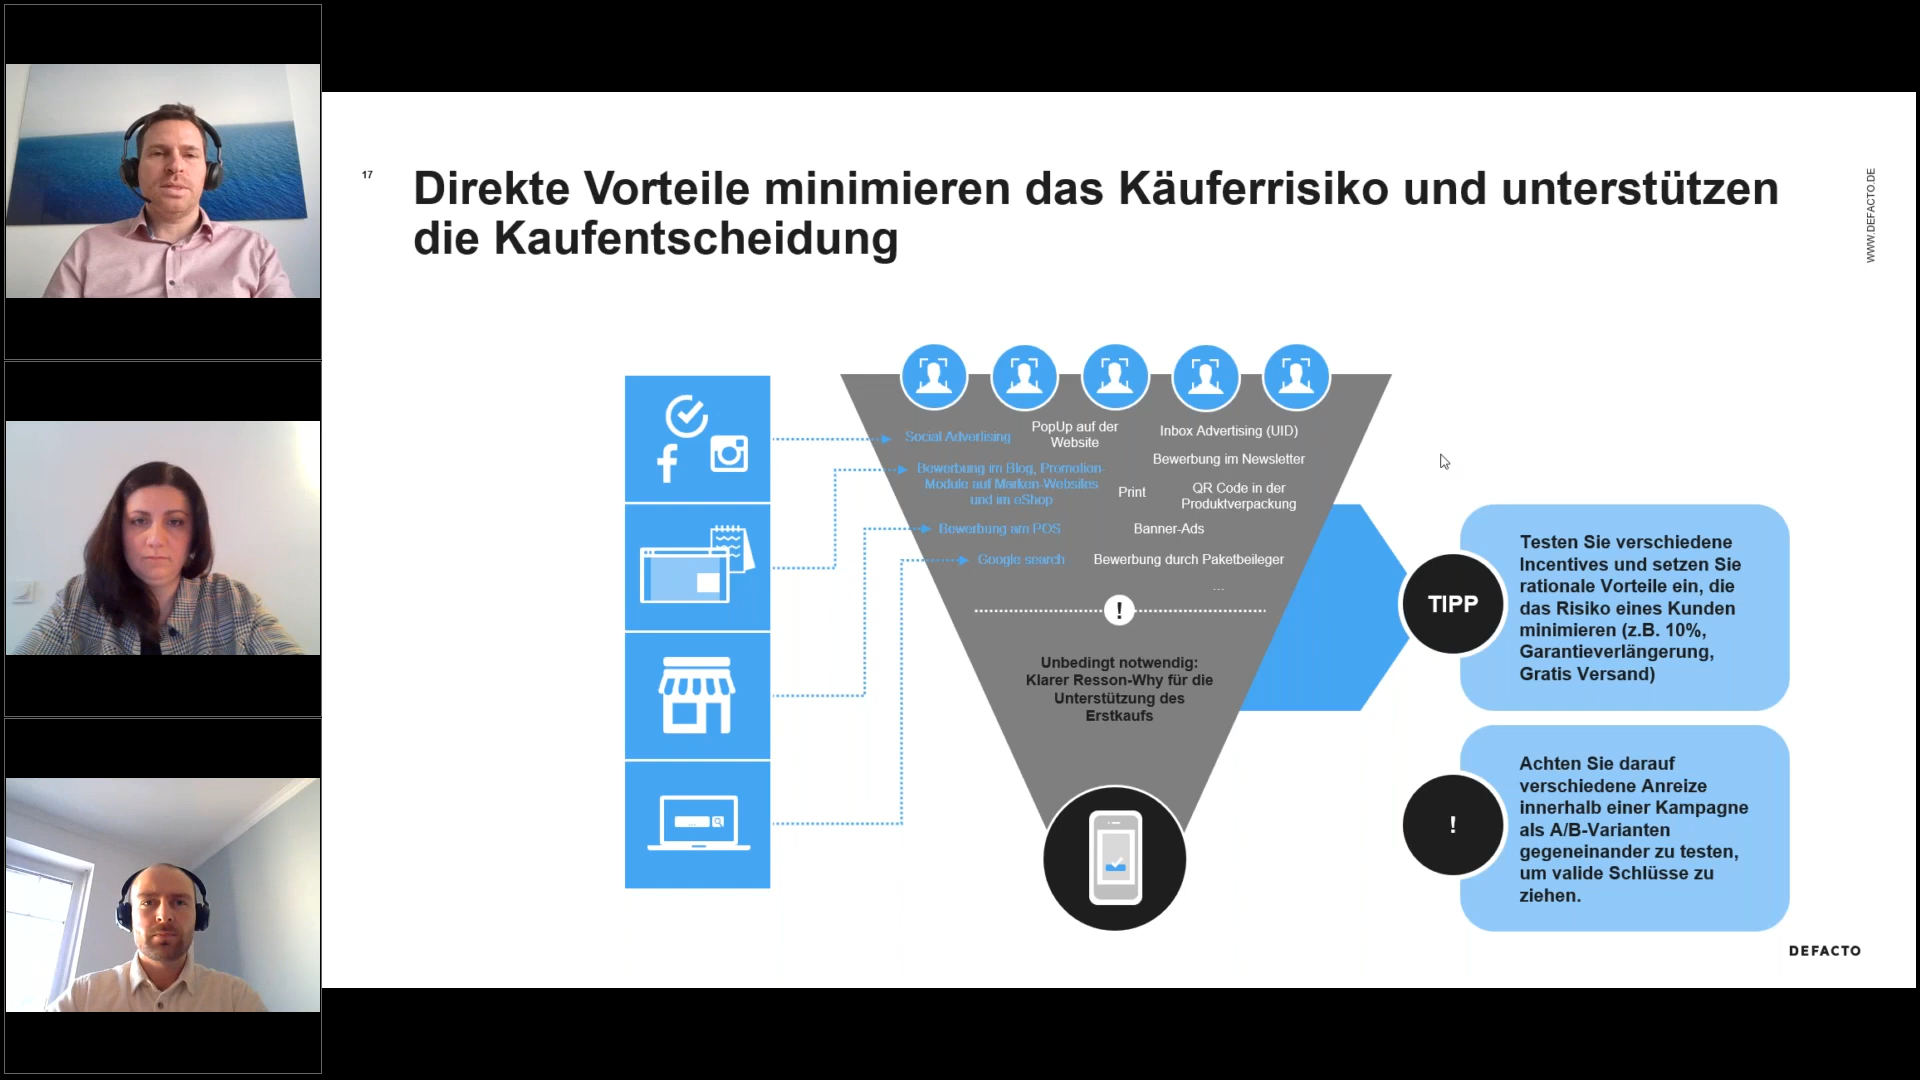 17
Direkte Vorteile minimieren das Käuferrisiko und unterstützen
die Kaufentscheidung
WWW.DEFACTO.DE
Social Advertising
PopUp auf der
Website
Inbox Advertising (UID)
Bewerbung im Newsletter
Bewerbung im Blog, Promotion-
Module auf Marken-Websites
und im eShop
Print
QR Code in der
Produktverpackung
Bewerbung am POS
Banner-Ads
Google search
Bewerbung durch Paketbeileger
...
!
Unbedingt notwendig:
Klarer Resson-Why für die
Unterstützung des
Erstkaufs
TIPP
Testen Sie verschiedene
Incentives und setzen Sie
rationale Vorteile ein, die
das Risiko eines Kunden
minimieren (z.B. 10%,
Garantieverlängerung,
Gratis Versand)
!
Achten Sie darauf
verschiedene Anreize
innerhalb einer Kampagne
als A/B-Varianten
gegeneinander zu testen,
um valide Schlüsse zu
ziehen.
DEFACTO